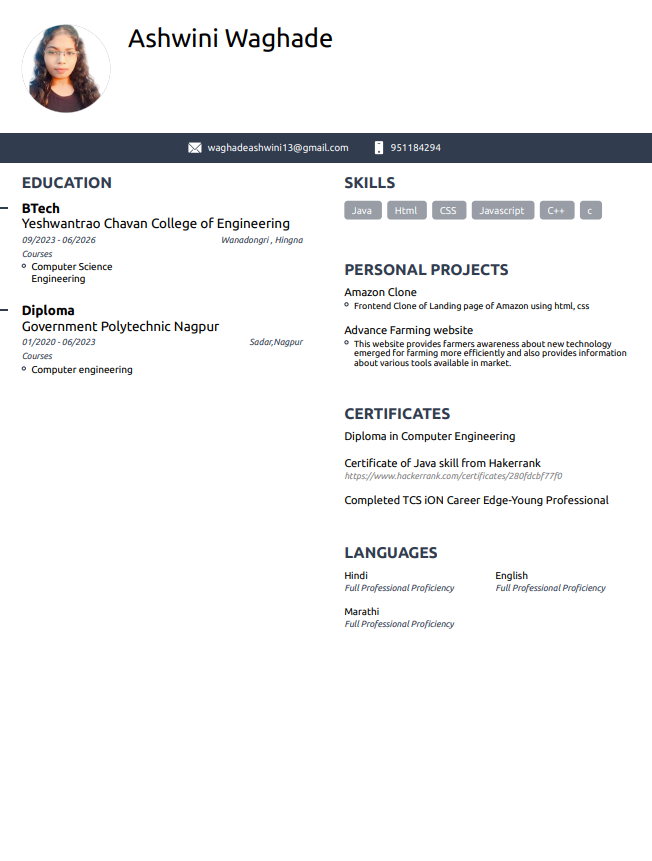 Ashwini Waghade
waghadeashwini13@gmail.com
951184294
EDUCATION
BTech
Yeshwantrao Chavan College of Engineering
09/2023 - 06/2026
Wanadongri , Hingna
Courses
Computer Science
Engineering
Diploma
Government Polytechnic Nagpur
01/2020 - 06/2023
Sadar,Nagpur
Courses
Computer engineering
SKILLS
Java
Html
CSS
Javascript
C++
c
PERSONAL PROJECTS
Amazon Clone
Frontend Clone of Landing page of Amazon using html, css
Advance Farming website
This website provides farmers awareness about new technology
emerged for farming more efficiently and also provides information
about various tools available in market.
CERTIFICATES
Diploma in Computer Engineering
Certificate of Java skill from Hakerrank
https://www.hackerrank.com/certificates/280fdcbf77f0
Completed TCS iON Career Edge-Young Professional
LANGUAGES
Hindi
Full Professional Proficiency
English
Full Professional Proficiency
Marathi
Full Professional Proficiency